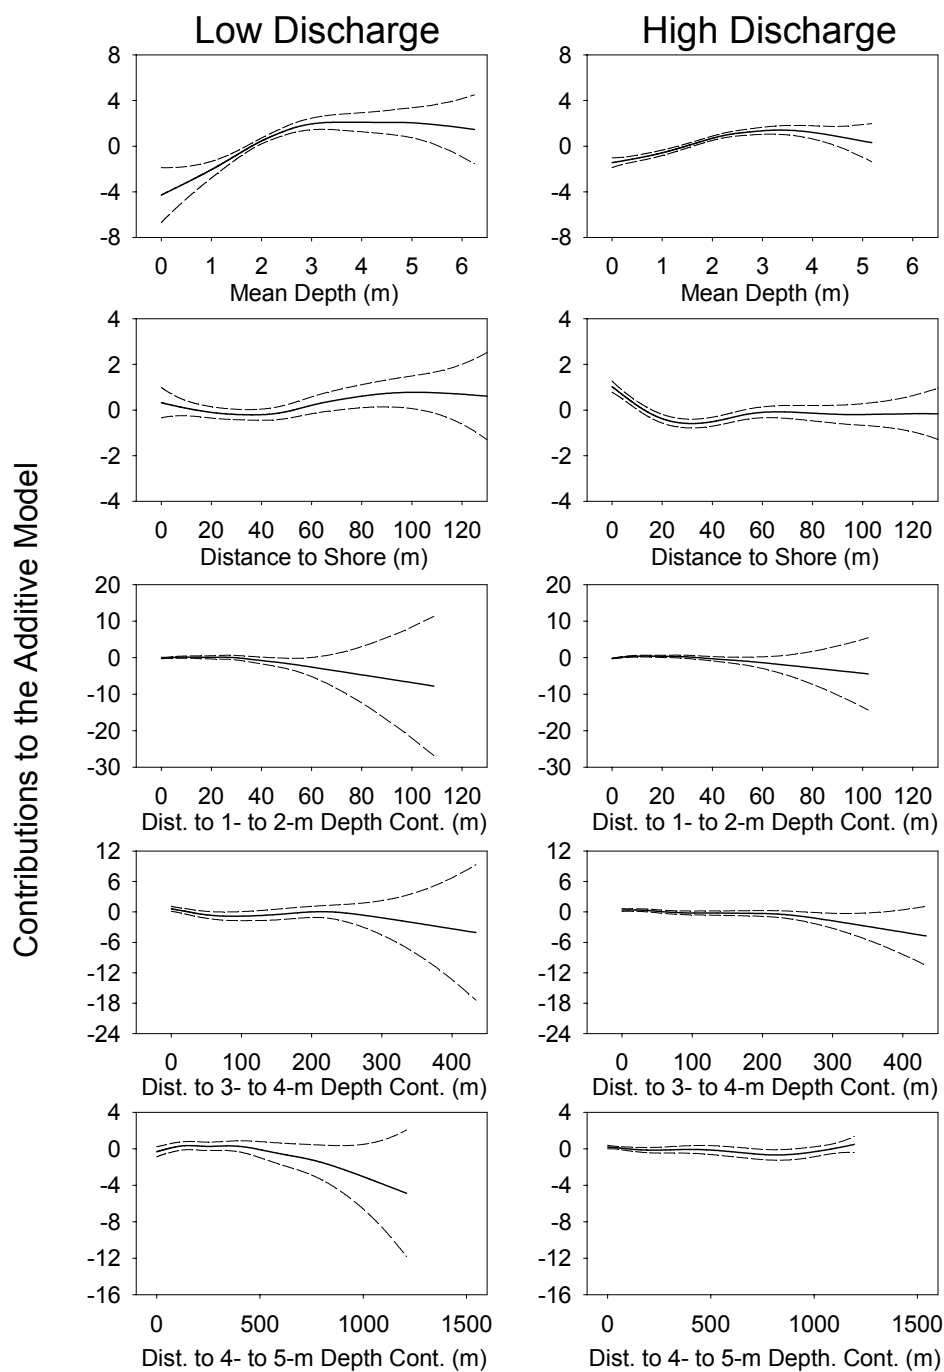 Low Discharge High Discharge
Contributions to the Additive Model
8 8
4 4
0 0
-4 -4
-8 -8
0 1 2 3 4 5 6 0 1 2 3 4 5 6
Mean Depth (m) Mean Depth (m)
4 4
2 2
0 0
-2 -2
-4 -4
0 20 40 60 80 100 120 0 20 40 60 80 100 120
Distance to Shore (m) Distance to Shore (m)
20 20
10 10
0 0
-10 -10
-20 -20
-30 -30
0 20 40 60 80 100 120 0 20 40 60 80 100 120
Dist. to 1- to 2-m Depth Cont. (m) Dist. to 1- to 2-m Depth Cont. (m)
12 12
6 6
0 0
-6 -6
-12 -12
-18 -18
-24 -24
0 100 200 300 400 0 100 200 300 400
Dist. to 3- to 4-m Depth Cont. (m) Dist. to 3- to 4-m Depth Cont. (m)
4 4
0 0
-4 -4
-8 -8
-12 -12
-16 -16
0 500 1000 1500 0 500 1000 1500
Dist. to 4- to 5-m Depth Cont. (m) Dist. to 4- to 5-m Depth. Cont. (m)